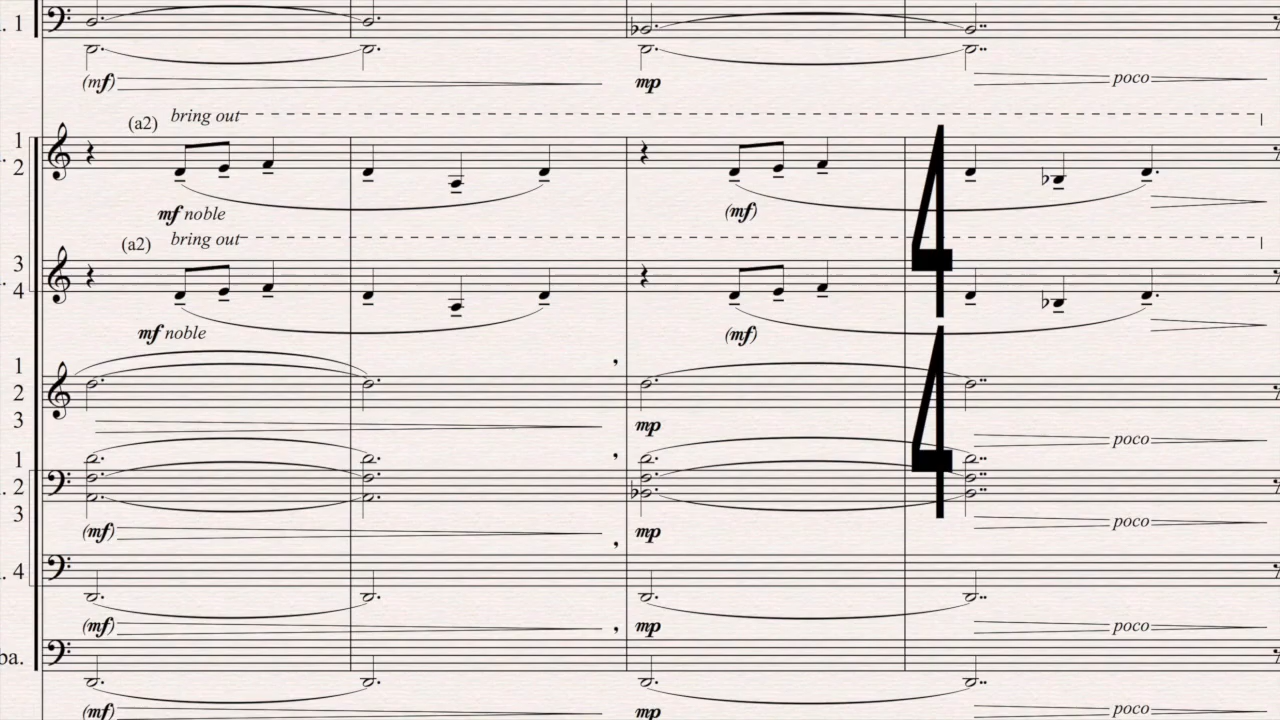 . 1
(mf)
mp
poco
(a2) bring out
1
. 2
mf noble
(mf)
(a2) bring out
3
. 4
mf noble
(mf)
1
2
3
mp
poco
4
4
1
. 2
3
(mf)
mp
poco
. 4
(mf)
mp
poco
ba.
(mf)
mp
poco